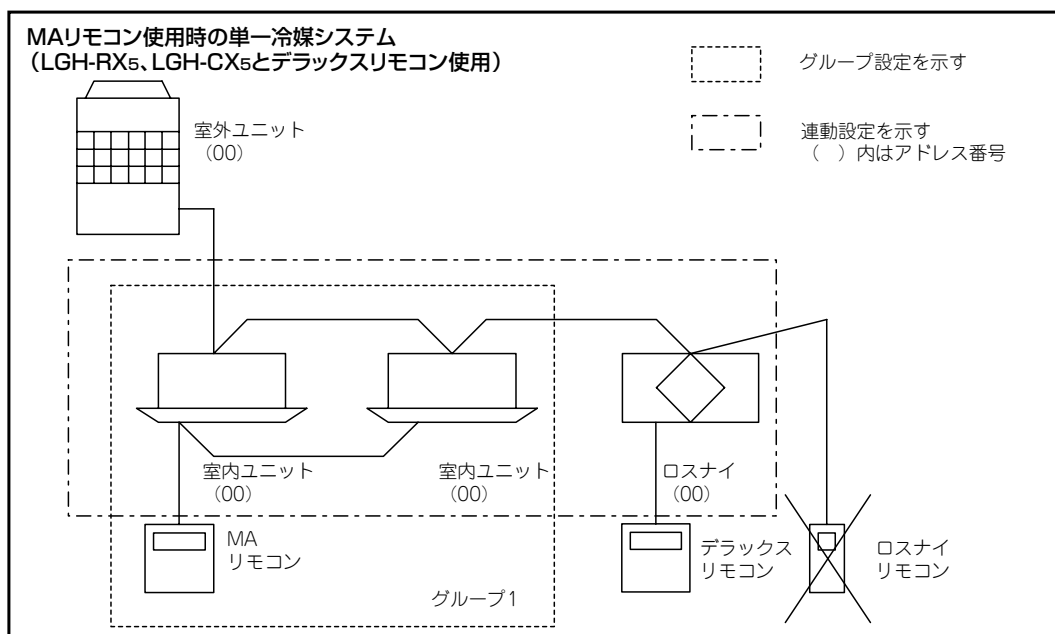 MAリモコン使用時の単一冷媒システム
(LGH-RX5、LGH-CX5とデラックスリモコン使用)
グループ設定を示す
連動設定を示す
( )内はアドレス番号
室外ユニット
(00)
室内ユニット
(00)
室内ユニット
(00)
ロスナイ
(00)
MA
リモコン
デラックス
リモコン
ロスナイ
リモコン
グループ1